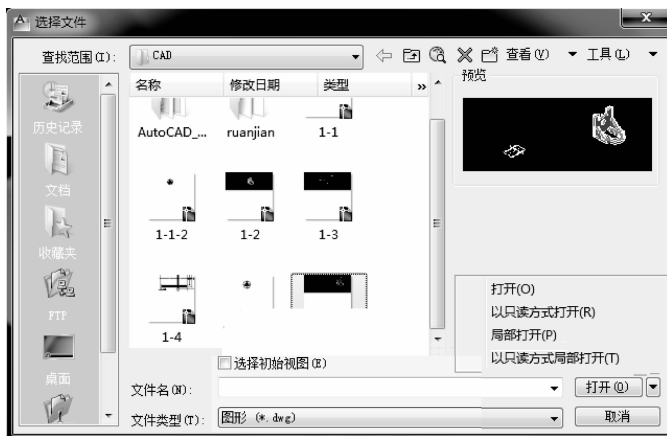 选择文件
查找范围(I): CAD 查看(V) 工具(L)
名称 修改日期 类型 » 预览
历史记录
文档
收藏夹
FTP
桌面
AutoCAD_... ruanjian 1-1
1-1-2 1-2 1-3
1-4
打开(O)
以只读方式打开(R)
局部打开(P)
以只读方式局部打开(T)
选择初始视图(E)
文件名(N): 打开(O)
文件类型(T): 图形 (*.dwg) 取消